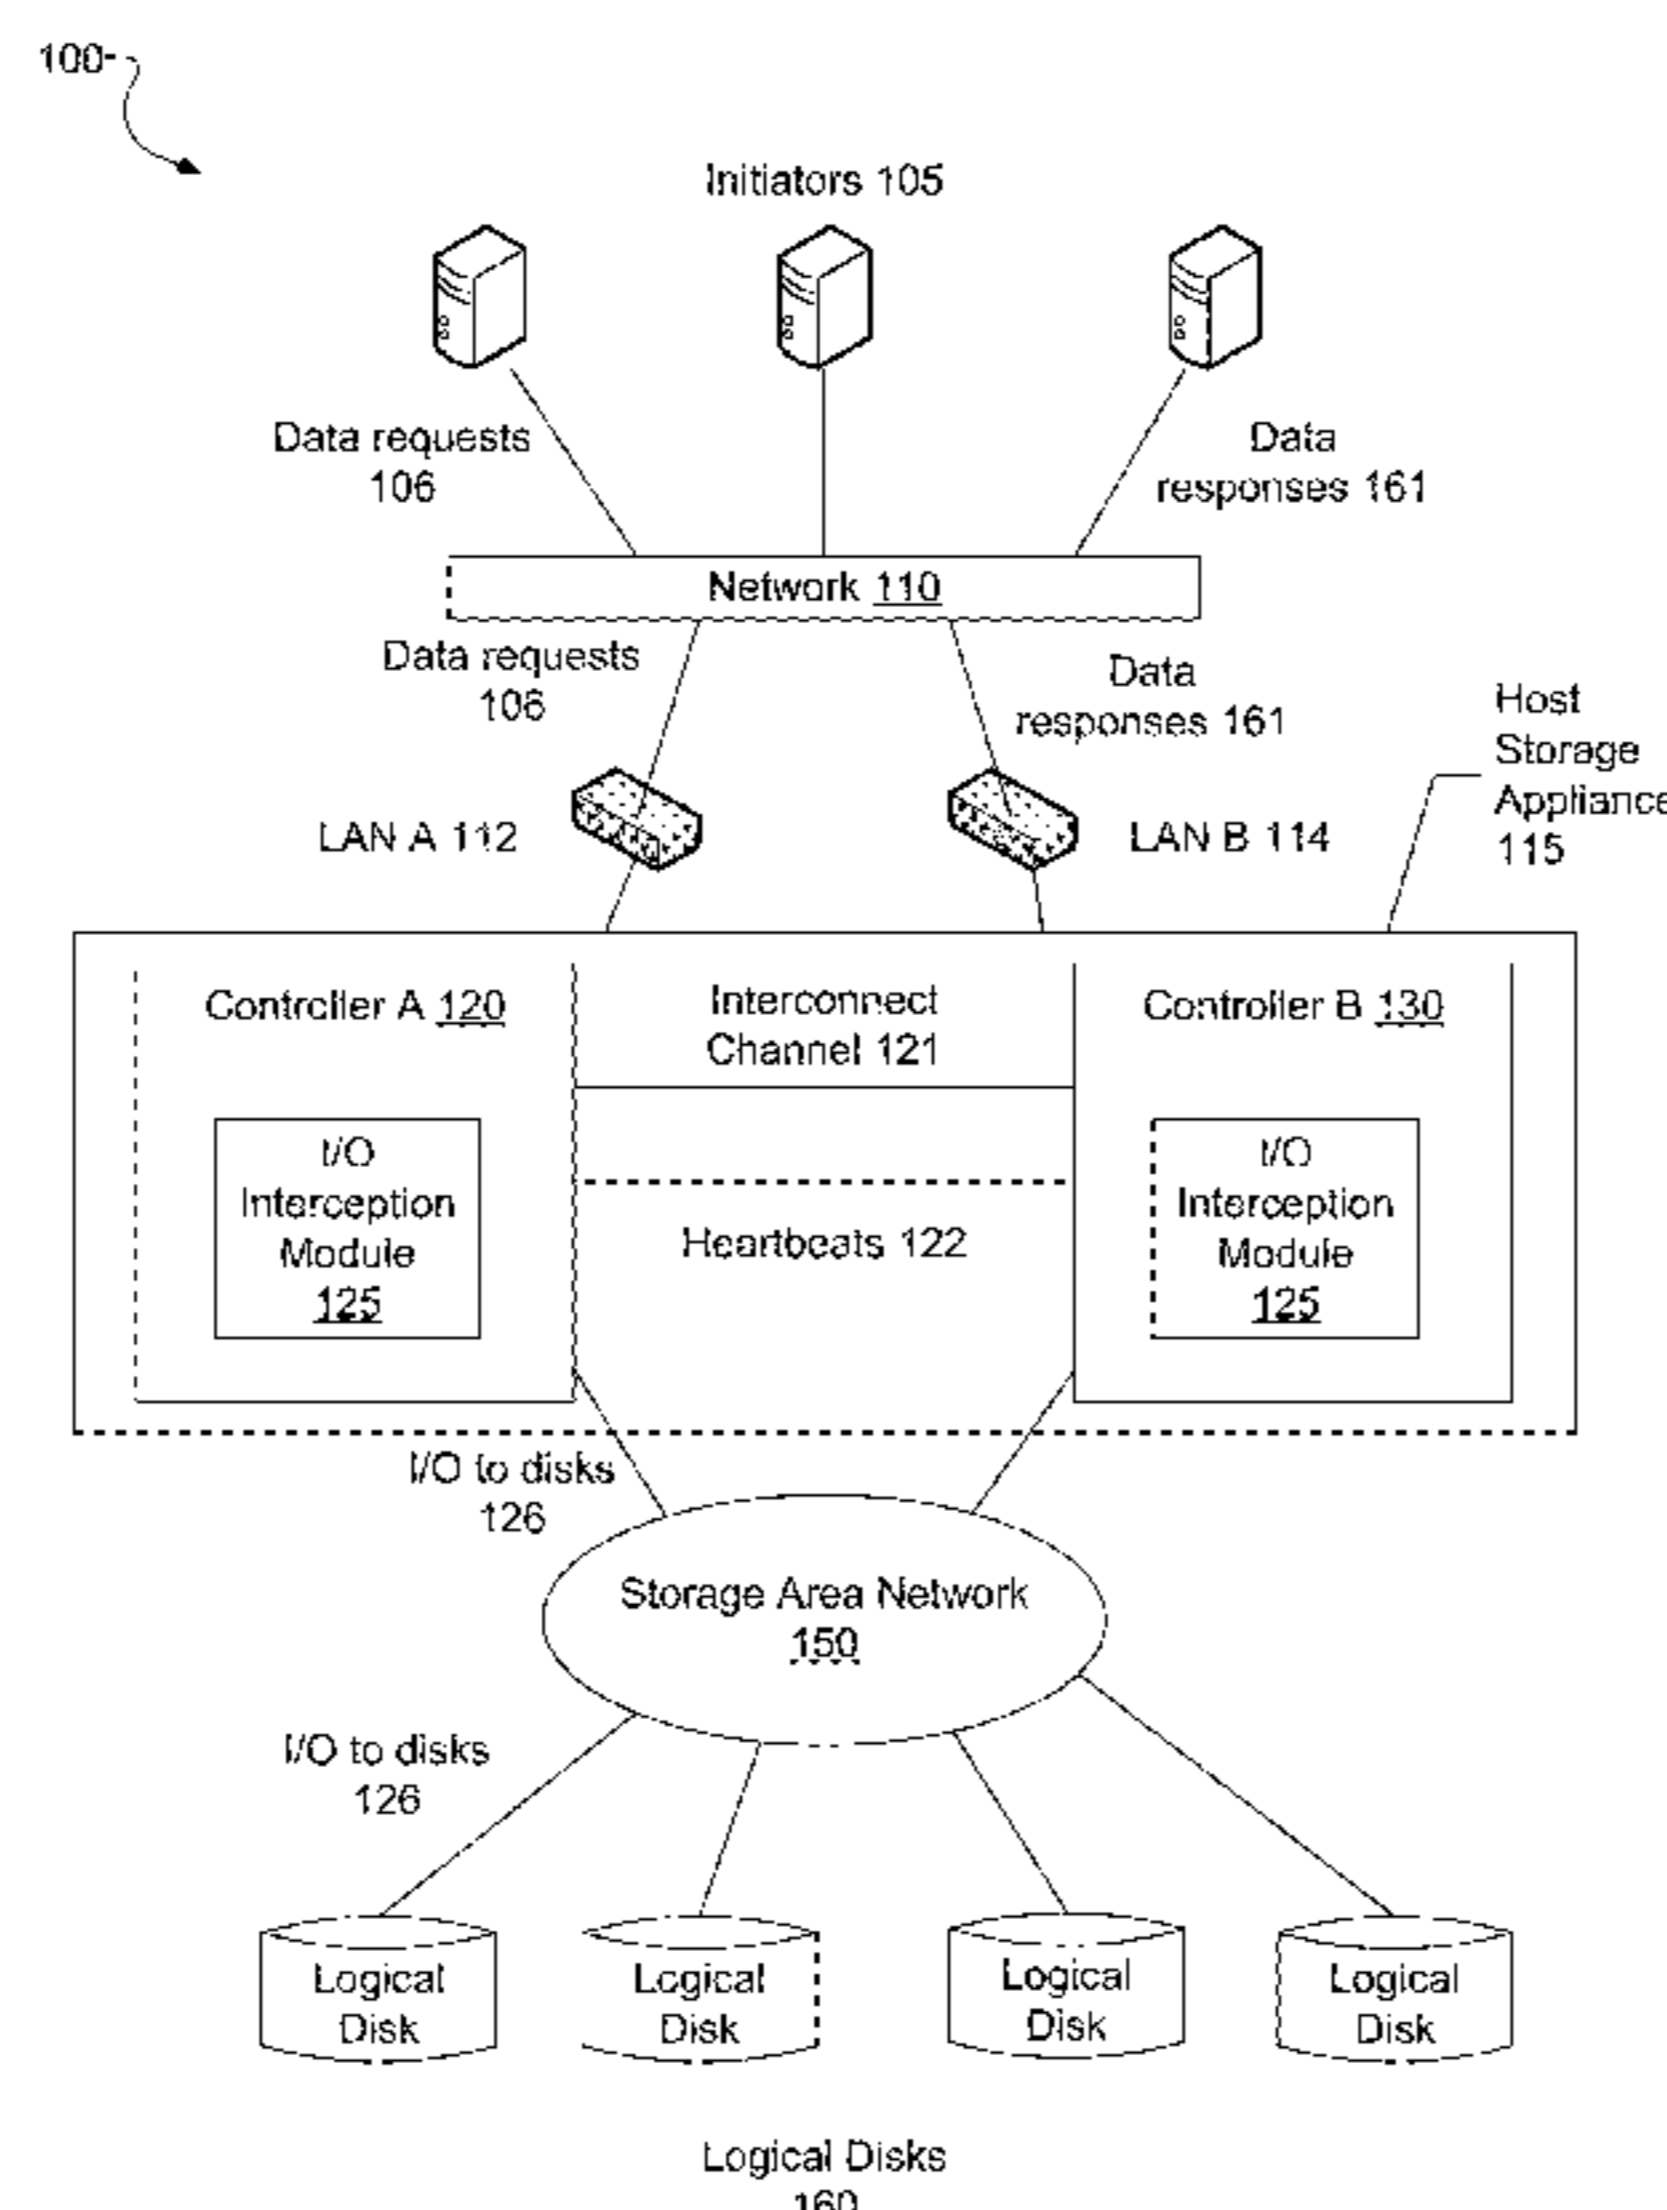 100
Initiators 105
Data requests
106
Data
responses 161
Network 110
Data requests
106
Data
responses 161
Host
Storage
Appliance
115
LAN A 112
LAN B 114
Controller A 120
Interconnect
Channel 121
Controller B 130
I/O
Interception
Module
125
Heartbeats 122
I/O
Interception
Module
125
I/O to disks
126
Storage Area Network
150
I/O to disks
126
Logical
Disk
Logical
Disk
Logical
Disk
Logical
Disk
Logical Disks
160